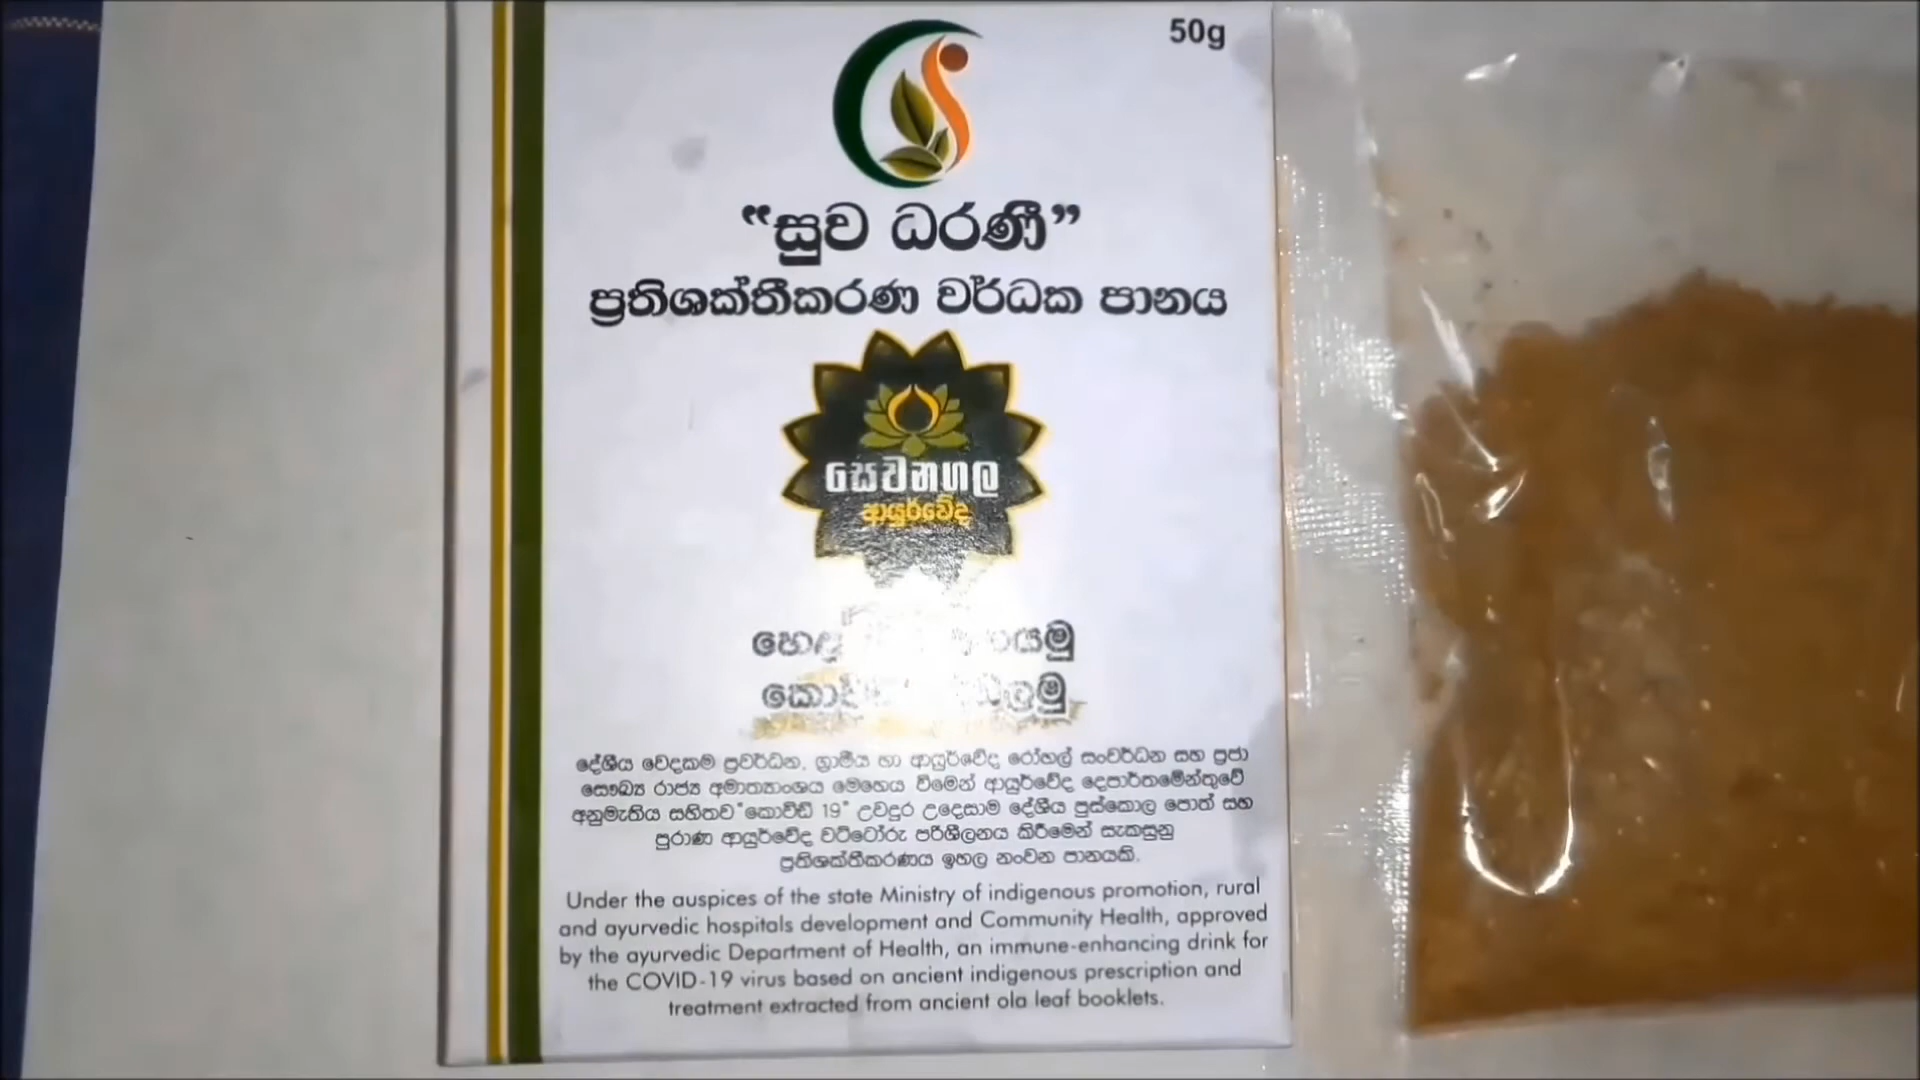 50g
“සුව ධරණී”
ප්‍රතිශක්තීකරණ වර්ධක පානය
සෙවනගල
ආයුර්වේද
දේශීය වෙදකම් ප්‍රවර්ධන, ග්‍රාමීය හා ආයුර්වේද රෝහල් සංවර්ධන සහ ප්‍රජා
සෞඛ්‍ය රාජ්‍ය අමාත්‍යාංශය මෙහෙය වීමෙන් ආයුර්වේද දෙපාර්තමේන්තුවේ
අනුමැතිය සහිතව "කොවිඩ් 19" උවදුර උදෙසාම දේශීය පුස්කොල පොත් සහ
පුරාණ ආයුර්වේද වට්ටෝරු පරිශීලනය කිරීමෙන් සැකසුනු
ප්‍රතිශක්තීකරණය ඉහල නංවන පානයකි.
Under the auspices of the state Ministry of indigenous promotion, rural
and ayurvedic hospitals development and Community Health, approved
by the ayurvedic Department of Health, an immune-enhancing drink for
the COVID-19 virus based on ancient indigenous prescription and
treatment extracted from ancient ola leaf booklets.